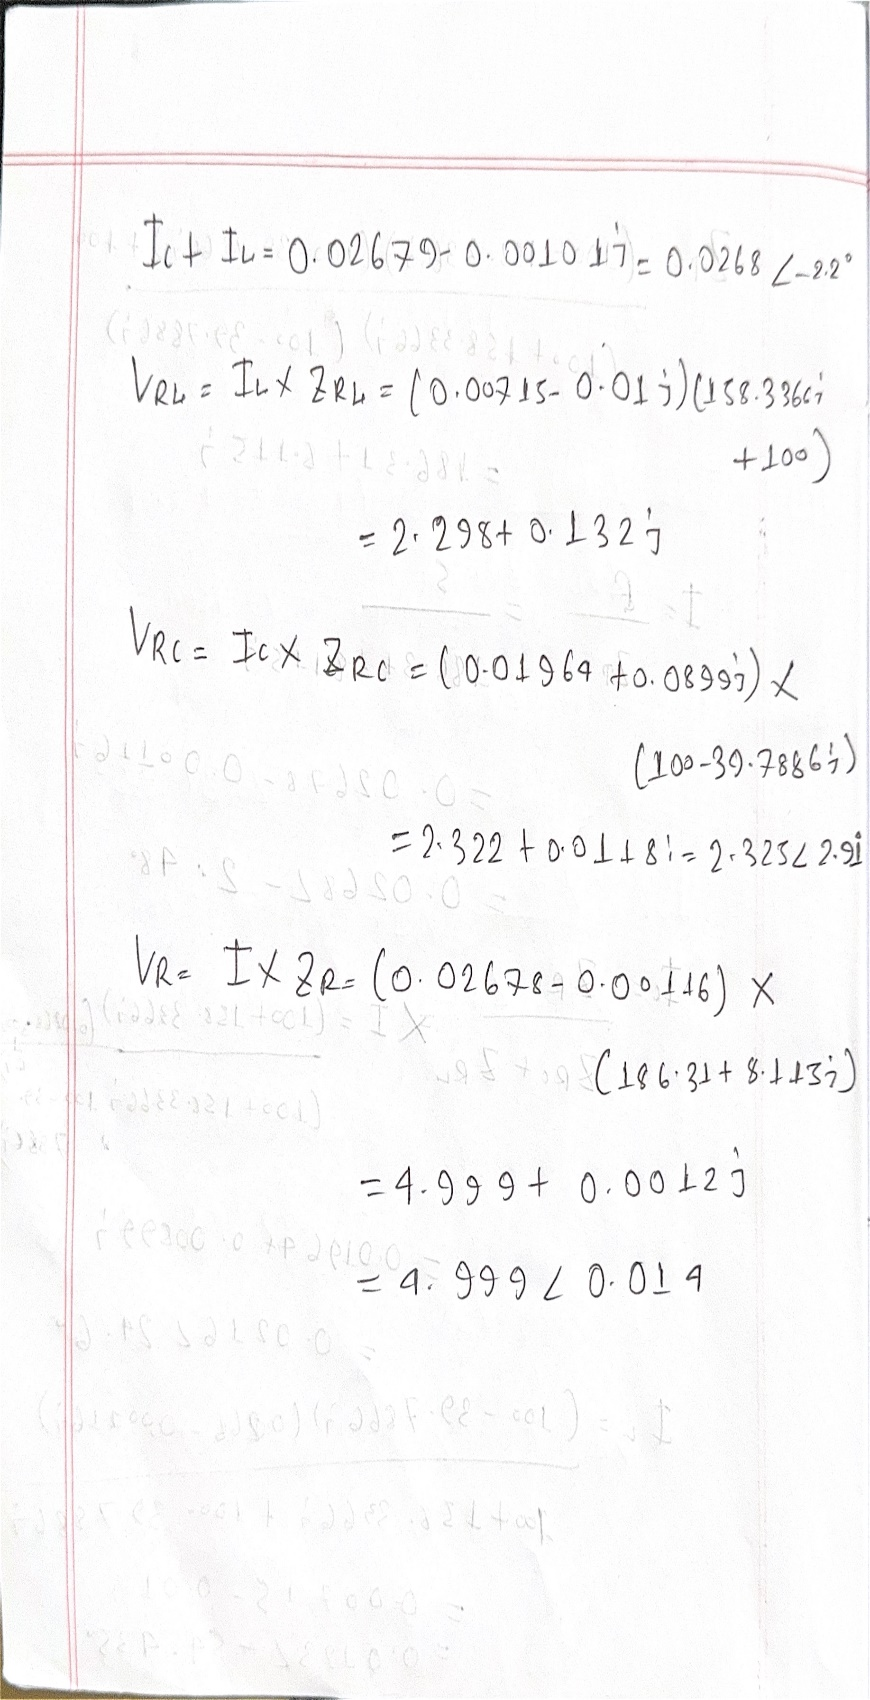 Ic + IL = 0.02679 - 0.00101j = 0.0268 ∠-2.2°
VRL = IL X ZRL = (0.00715 - 0.01j)(158.3366j
+100)
= 2.298 + 0.132j
VRC = Ic X ZRC = (0.01964 + 0.0899j) X
(100 - 39.7886j)
= 2.322 + 0.0118i = 2.325∠2.91
VR = I X ZR = (0.02678 - 0.00116) X
(186.31 + 8.113j)
= 4.999 + 0.0012j
= 4.999 ∠ 0.014